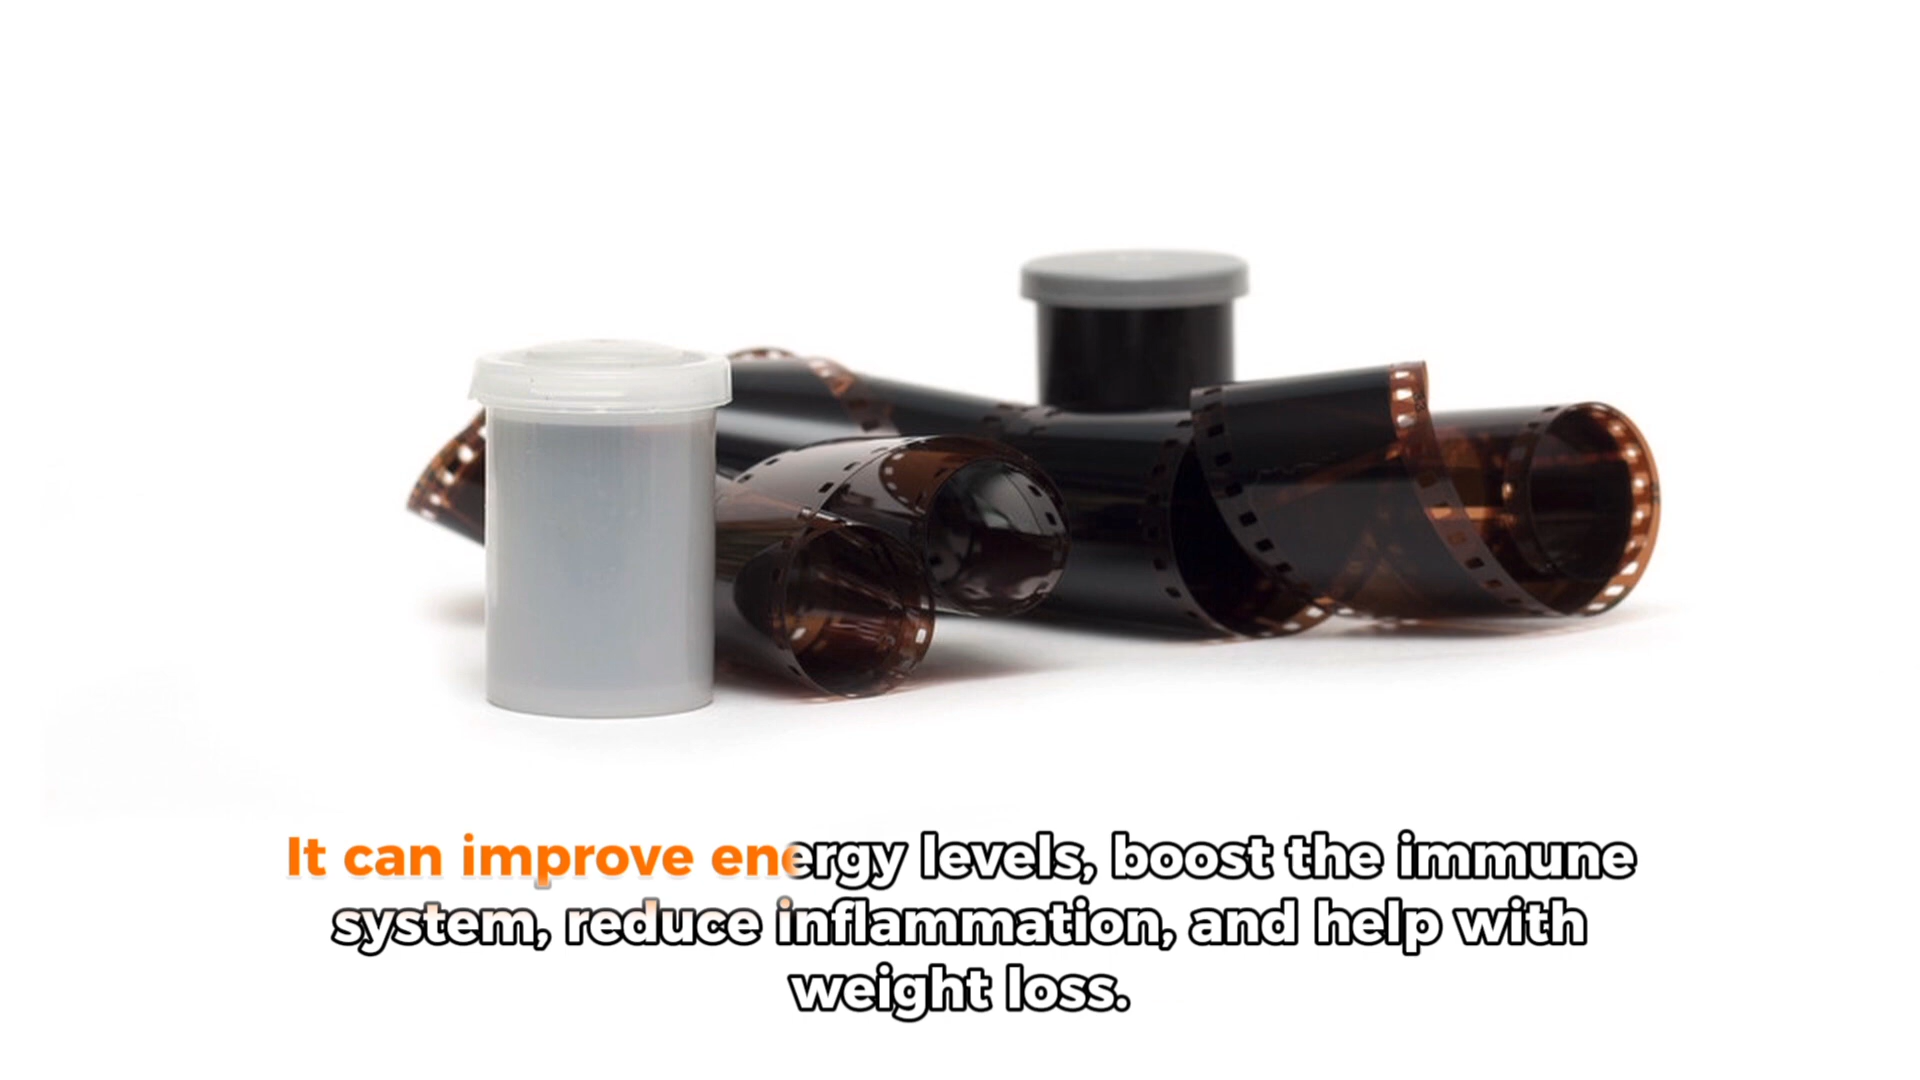 It can improve energy levels, boost the immune
system, reduce inflammation, and help with
weight loss.